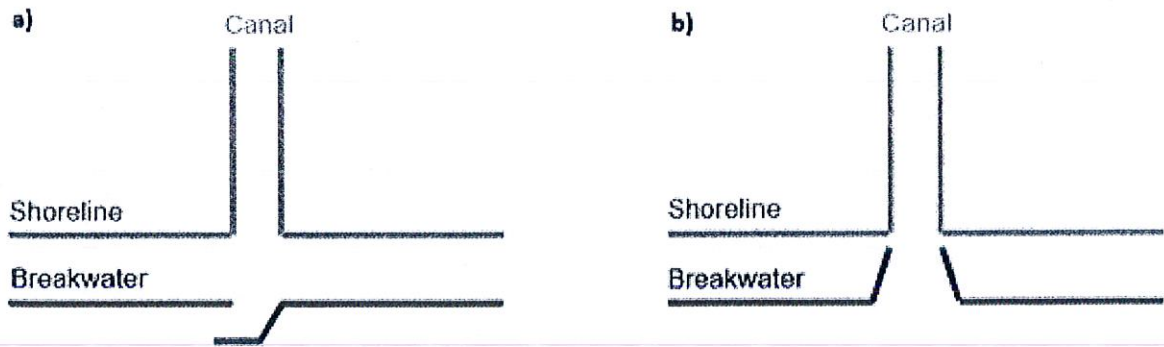 a)
Canal
Shoreline
Breakwater
b)
Canal
Shoreline
Breakwater